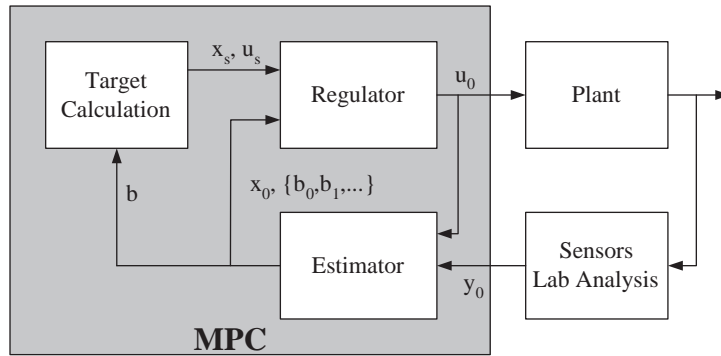 x_s, u_s
Target
Calculation
Regulator
u_0
Plant
b
x_0, {b_0,b_1,...}
Estimator
y_0
Sensors
Lab Analysis
MPC